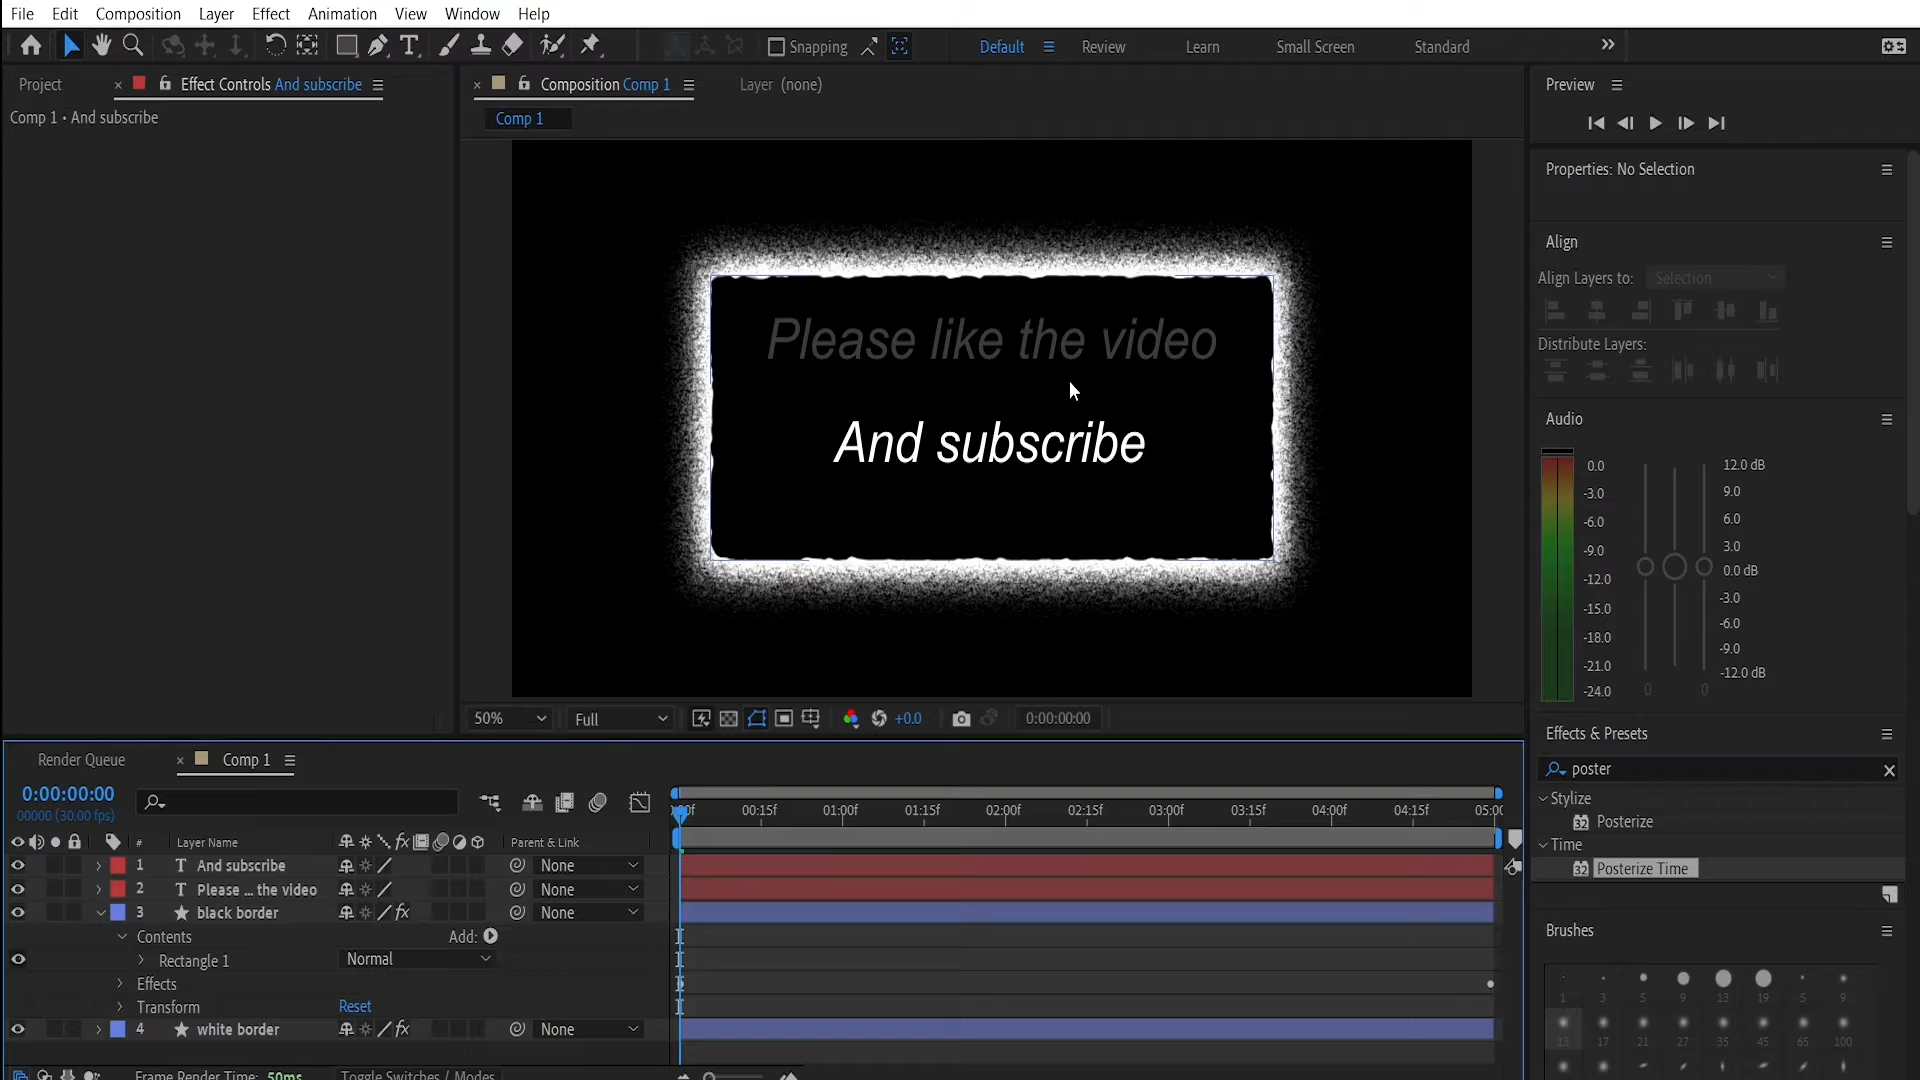 File Edit Composition Layer Effect Animation View Window Help
Snapping Default Review Learn Small Screen Standard
Project Effect Controls And subscribe Composition Comp 1 Layer (none) Preview
Comp 1 • And subscribe
Comp 1
Properties: No Selection
Align
Align Layers to: Selection
Distribute Layers:
Please like the video
And subscribe
Audio
0.0
-3.0
-6.0
-9.0
-12.0
-15.0
-18.0
-21.0
-24.0
12.0 dB
9.0
6.0
3.0
0.0 dB
-3.0
-6.0
-9.0
-12.0 dB
0 0
50% Full +0.0 0:00:00:00
Effects & Presets
poster
Stylize
32 Posterize
Time
32 Posterize Time
Brushes
1 3 5 9 13 19 5 9
13 17 21 27 35 45 65 100
Render Queue Comp 1
0:00:00:00
00000 (30.00 fps)
00:15f 01:00f 01:15f 02:00f 02:15f 03:00f 03:15f 04:00f 04:15f 05:00
# Layer Name fx Parent & Link
1 T And subscribe None
2 T Please ... the video None
3 black border fx None
Contents Add:
Rectangle 1 Normal
Effects
Transform Reset
4 white border fx None
Frame Render Time: 50ms Toggle Switches / Modes